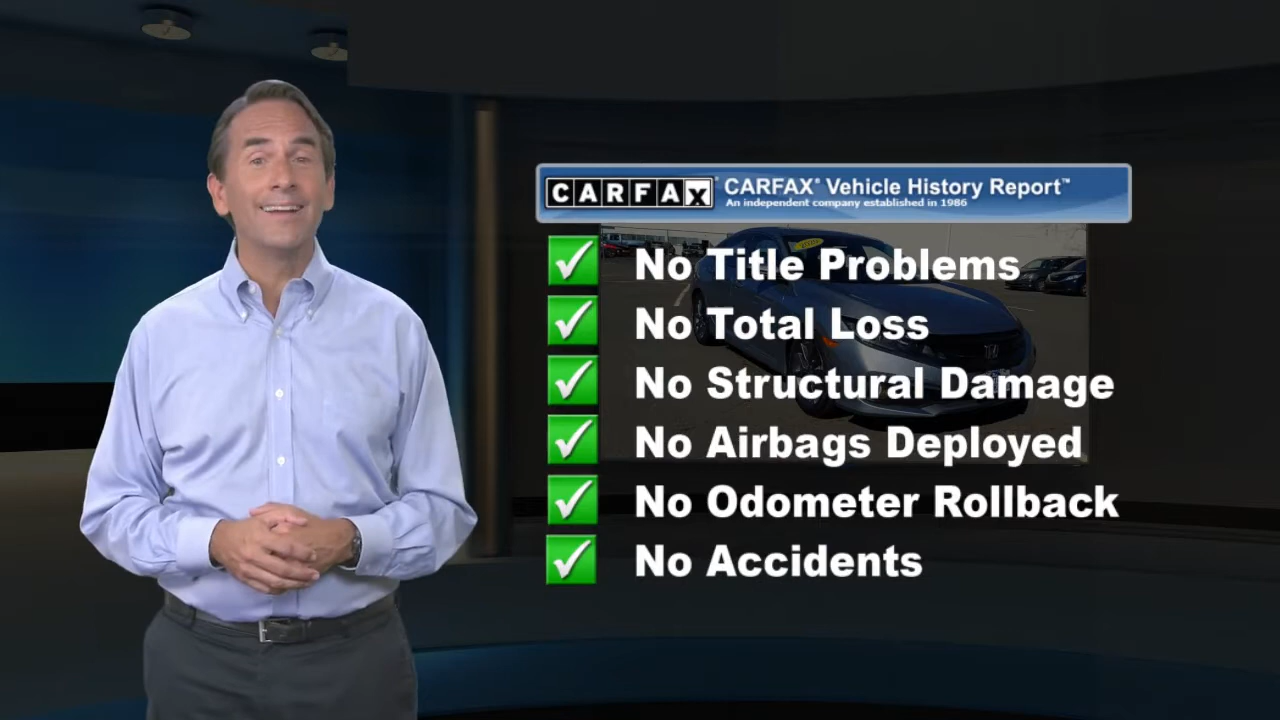 CARFAX® CARFAX® Vehicle History Report™
An independent company established in 1986
No Title Problems
No Total Loss
No Structural Damage
No Airbags Deployed
No Odometer Rollback
No Accidents